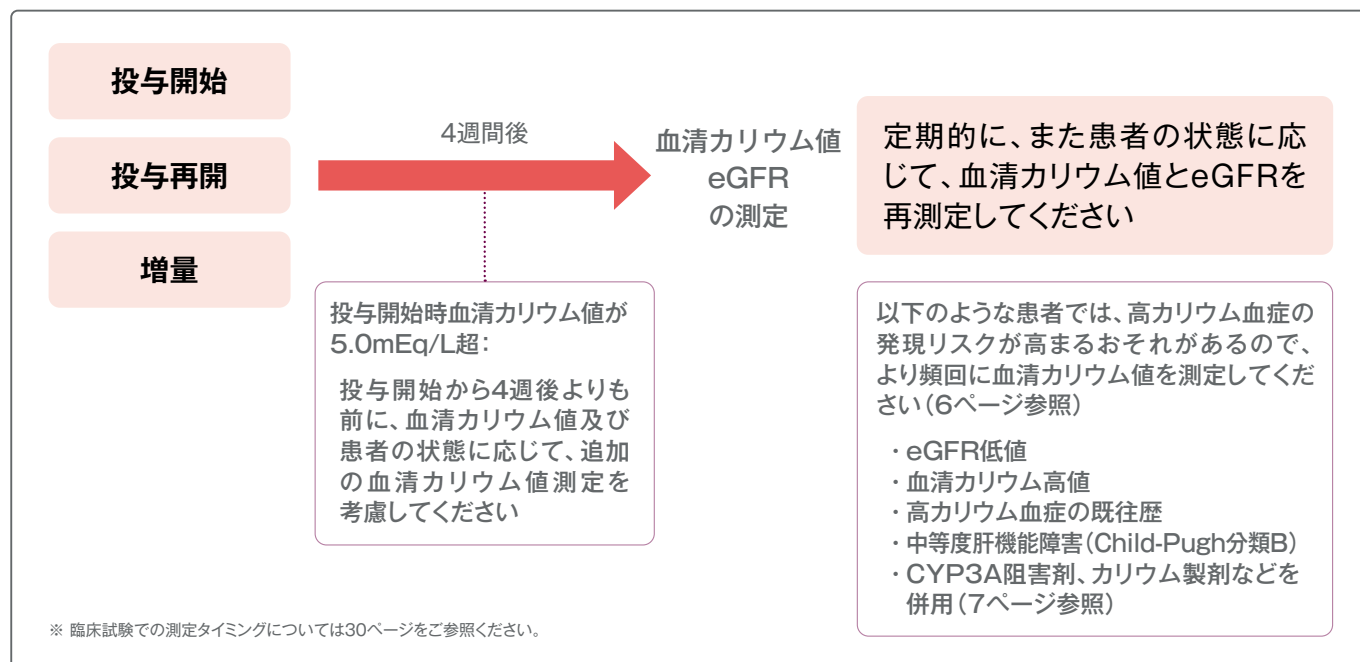 投与開始
投与再開
増量
4週間後
血清カリウム値
eGFR
の測定
定期的に、また患者の状態に応
じて、血清カリウム値とeGFRを
再測定してください
投与開始時血清カリウム値が
5.0mEq/L超：
投与開始から4週後よりも
前に、血清カリウム値及び
患者の状態に応じて、追加
の血清カリウム値測定を
考慮してください
以下のような患者では、高カリウム血症の
発現リスクが高まるおそれがあるので、
より頻回に血清カリウム値を測定してくだ
さい（6ページ参照）
・eGFR低値
・血清カリウム高値
・高カリウム血症の既往歴
・中等度肝機能障害（Child-Pugh分類B）
・CYP3A阻害剤、カリウム製剤などを
併用（7ページ参照）
※ 臨床試験での測定タイミングについては30ページをご参照ください。